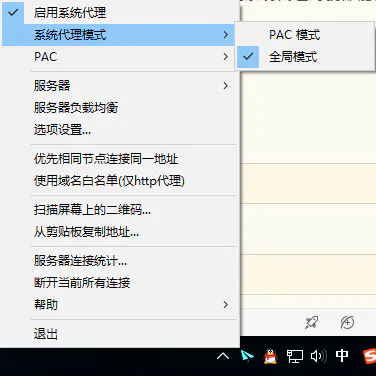 启用系统代理
系统代理模式
PAC 模式
全局模式
PAC
服务器
服务器负载均衡
选项设置...
优先相同节点连接同一地址
使用域名白名单(仅http代理)
扫描屏幕上的二维码...
从剪贴板复制地址...
服务器连接统计...
断开当前所有连接
帮助
退出
中